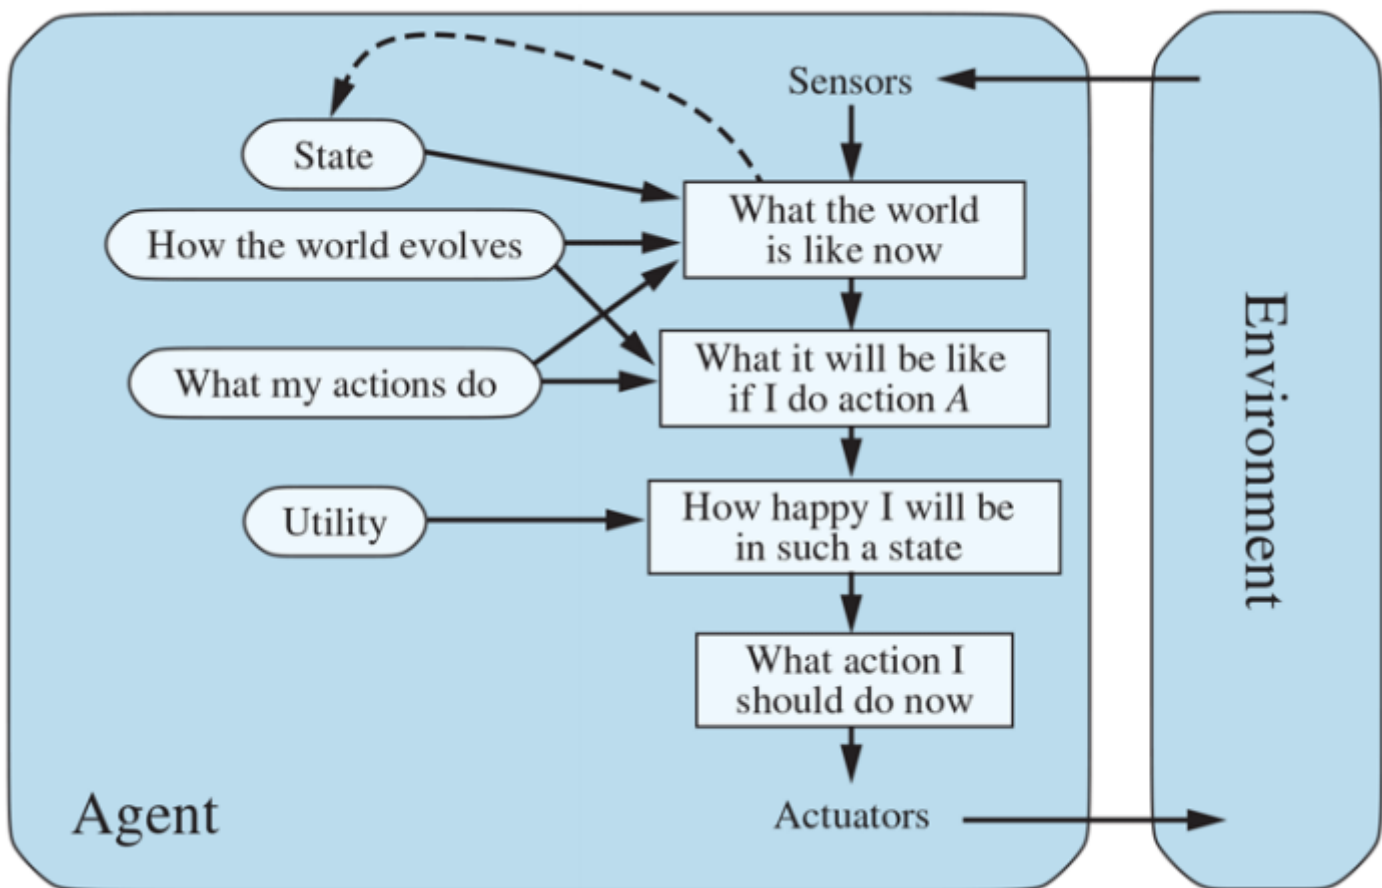 Sensors
State
What the world
is like now
How the world evolves
What it will be like
if I do action A
What my actions do
How happy I will be
in such a state
Utility
What action I
should do now
Agent
Actuators
Environment